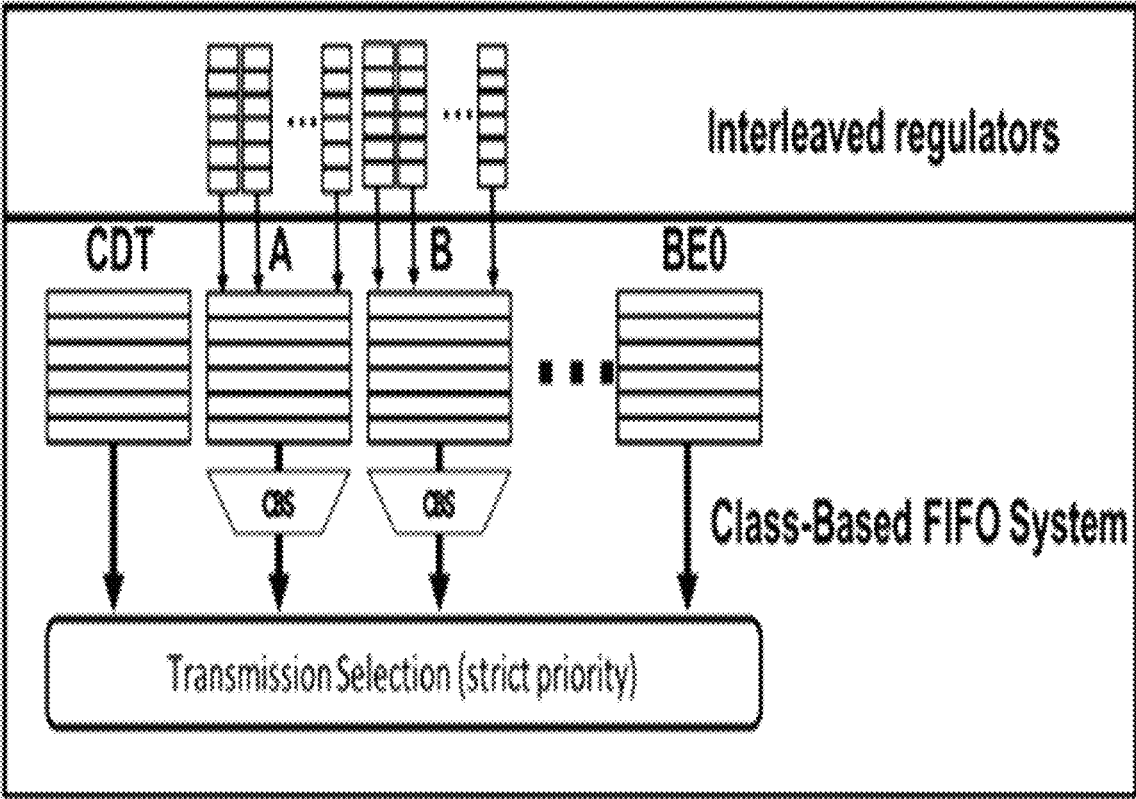 Interleaved regulators
CDT A B BE0
CBS CBS
Class-Based FIFO System
Transmission Selection (strict priority)